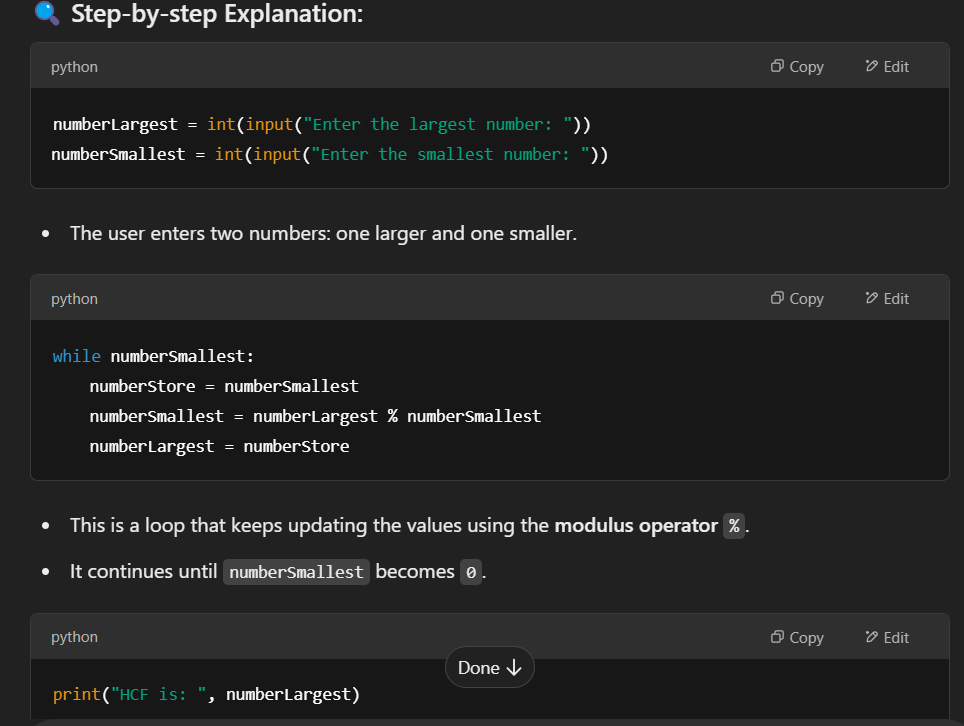 Step-by-step Explanation:
python
Copy
Edit
numberLargest = int(input("Enter the largest number: "))
numberSmallest = int(input("Enter the smallest number: "))
• The user enters two numbers: one larger and one smaller.
python
Copy
Edit
while numberSmallest:
    numberStore = numberSmallest
    numberSmallest = numberLargest % numberSmallest
    numberLargest = numberStore
• This is a loop that keeps updating the values using the modulus operator %.
• It continues until numberSmallest becomes 0.
python
Copy
Edit
Done ↓
print("HCF is: ", numberLargest)